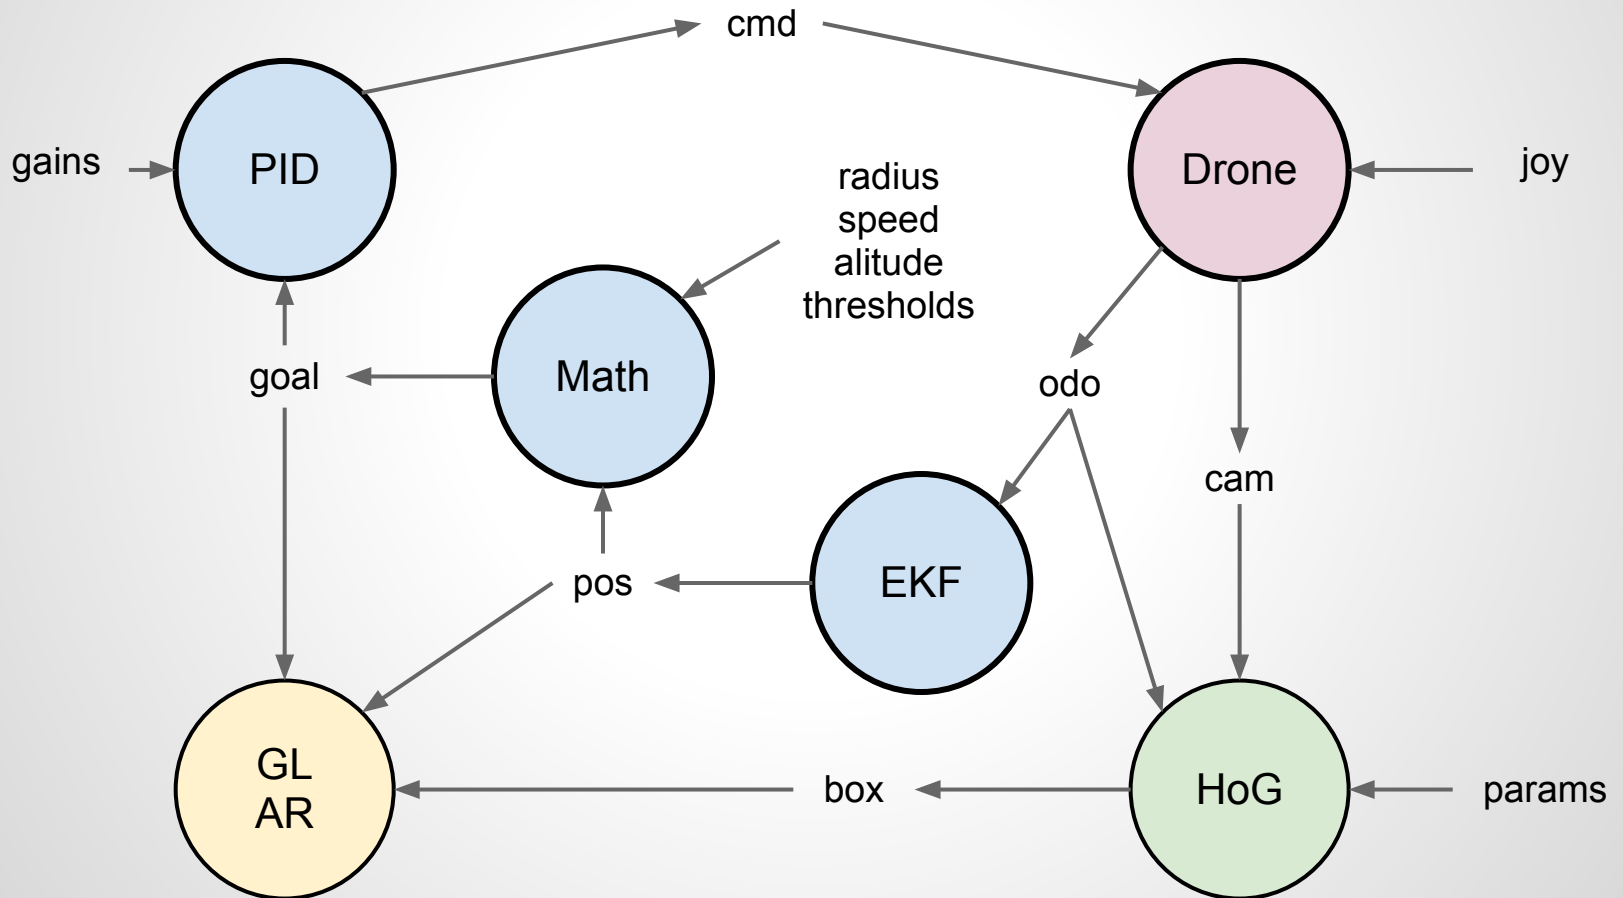 cmd
gains
PID
Drone
joy
radius
speed
alitude
thresholds
goal
Math
odo
cam
pos
EKF
GL
AR
box
HoG
params